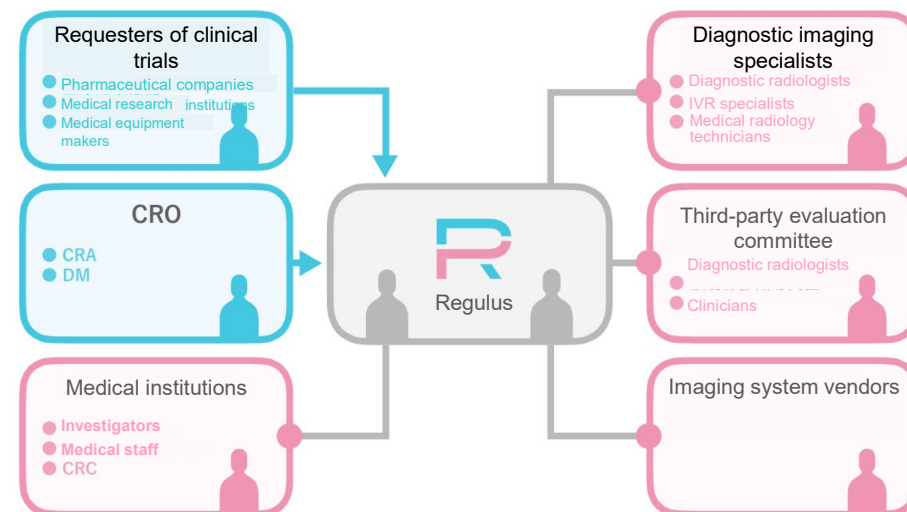 Requesters of clinical
trials
Pharmaceutical companies
Medical research institutions
Medical equipment
makers
CRO
CRA
DM
Medical institutions
Investigators
Medical staff
CRC
Regulus
Diagnostic imaging
specialists
Diagnostic radiologists
IVR specialists
Medical radiology
technicians
Third-party evaluation
committee
Diagnostic radiologists
Clinicians
Imaging system vendors